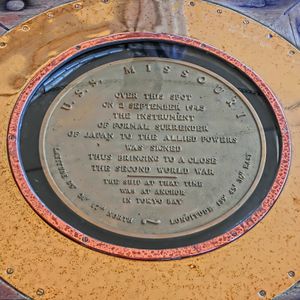 U.S.S. MISSOURI
OVER THIS SPOT
ON 2 SEPTEMBER 1945
THE INSTRUMENT
OF FORMAL SURRENDER
OF JAPAN TO THE ALLIED POWERS
WAS SIGNED
THUS BRINGING TO A CLOSE
THE SECOND WORLD WAR
THE SHIP AT THAT TIME
WAS AT ANCHOR
IN TOKYO BAY
LATITUDE 35° 21' 17" NORTH — LONGITUDE 139° 45' 36" EAST